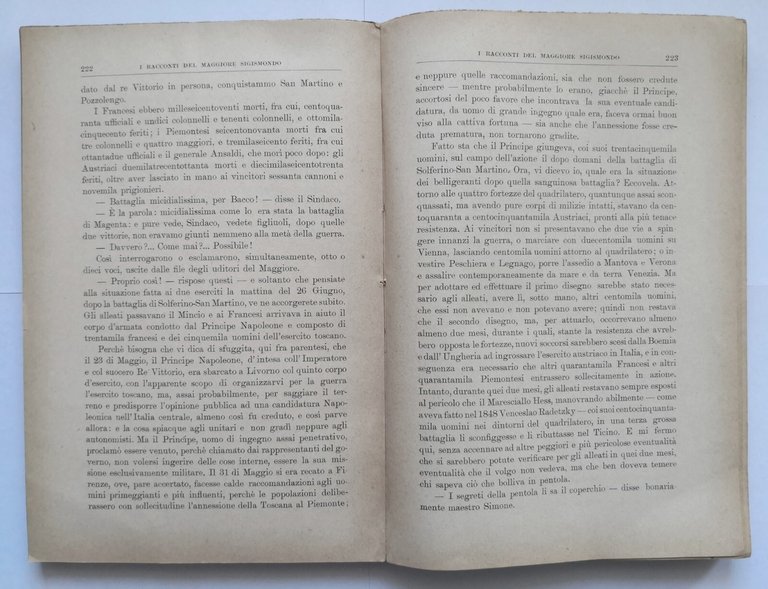 222 I RACCONTI DEL MAGGIORE SIGISMONDO
dato dal re Vittorio in persona, conquistammo San Martino e
Pozzolengo.
I Francesi ebbero milleseicentoventi morti, fra cui, centoqua-
ranta ufficiali e undici colonnelli e tenenti colonnelli, e ottomila-
cinquecento feriti; i Piemontesi seicentonovanta morti fra cui
tre colonnelli e quattro maggiori, e tremilaseicento feriti, fra cui
ottantadue ufficiali e il generale Ansaldi, che morì poco dopo; gli
Austriaci duemilatrecentottanta morti e diecimilaseicentotrenta
feriti, oltre aver lasciato in mano ai vincitori sessanta cannoni e
novemila prigionieri.
— Battaglia micidialissima, per Bacco! — disse il Sindaco.
— È la parola: micidialissima come lo era stata la battaglia
di Magenta: e pure vede, Sindaco, vedete figliuoli, dopo quelle
due vittorie, non eravamo giunti nemmeno alla metà della guerra.
— Davvero?... Come mai?... Possibile!
Così interrogarono o esclamarono, simultaneamente, otto o
dieci voci, uscite dalle file degli uditori del Maggiore.
— Proprio così! — rispose questi — e soltanto che pensiate
alla situazione fatta ai due eserciti la mattina del 26 Giugno,
dopo la battaglia di Solferino-San Martino, ve ne accorgerete subito.
Gli alleati passavano il Mincio e ai Francesi arrivava in aiuto il
corpo d'armata condotto dal Principe Napoleone e composto di
trentamila francesi e dei cinquemila uomini dell'esercito toscano.
Perchè bisogna che vi dica di sfuggita, qui fra parentesi, che
il 23 di Maggio, il Principe Napoleone, d'intesa coll'Imperatore
e col suocero Re Vittorio, era sbarcato a Livorno col quinto corpo
d'esercito, con l'apparente scopo di organizzarvi per la guerra
l'esercito toscano, ma, assai probabilmente, per saggiare il ter-
reno e predisporre l'opinione pubblica ad una candidatura Napo-
leonica nell'Italia centrale, almeno così fu creduto, e così parve
allora: e la cosa spiacque agli unitari e non gradì neppure agli
autonomisti. Ma il Principe, uomo di ingegno assai penetrativo,
proclamò essere venuto, perchè chiamato dai rappresentanti del go-
verno, non volersi ingerire delle cose interne, essere la sua mis-
sione esclusivamente militare. Il 31 di Maggio si era recato a Fi-
renze, ove, pare accertato, facesse calde raccomandazioni agli uo-
mini primeggianti e più influenti, perchè le popolazioni delibe-
rassero con sollecitudine l'annessione della Toscana al Piemonte;
I RACCONTI DEL MAGGIORE SIGISMONDO 223
e neppure quelle raccomandazioni, sia che non fossero credute
sincere — mentre probabilmente lo erano, giacchè il Principe,
accortosi del poco favore che incontrava la sua eventuale candi-
datura, da uomo di grande ingegno quale era, faceva ormai buon
viso alla cattiva fortuna — sia anche che l'annessione fosse cre-
duta prematura, non tornarono gradite.
Fatto sta che il Principe giungeva, coi suoi trentacinquemila
uomini, sul campo dell'azione il dopo domani della battaglia di
Solferino-San Martino. Ora, vi dicevo io, quale era la situazione
dei belligeranti dopo quella sanguinosa battaglia? Eccovela. At-
torno alle quattro fortezze del quadrilatero, quantunque assai scon-
quassati, ma avendo pure corpi di milizie intatti, stavano da cen-
toquaranta a centocinquantamila Austriaci, pronti alla più tenace
resistenza. Ai vincitori non si presentavano che due vie a spin-
gere innanzi la guerra, o marciare con duecentomila uomini su
Vienna, lasciando centomila uomini attorno al quadrilatero; o in-
vestire Peschiera e Legnago, porre l'assedio a Mantova e Verona
e assalire contemporaneamente da mare e da terra Venezia. Ma
per adottare ed effettuare il primo disegno sarebbe stato neces-
sario agli alleati, avere lì, sotto mano, altri centomila uomini,
che essi non avevano e non potevano avere; quindi non restava
che il secondo disegno, ma, per attuarlo, occorrevano almeno
almeno due mesi, durante i quali, stante la resistenza che avreb-
bero opposta le fortezze, nuovi soccorsi sarebbero scesi dalla Boemia
e dall'Ungheria ad ingrossare l'esercito austriaco in Italia, e in con-
seguenza era necessario che altri quarantamila Francesi e altri
quarantamila Piemontesi entrassero sollecitamente in azione.
Intanto, durante quei due mesi, gli alleati restavano sempre esposti
al pericolo che il Maresciallo Hess, manovrando abilmente — come
aveva fatto nel 1848 Venceslao Radetzky — coi suoi centocinquanta-
mila uomini nei dintorni del quadrilatero, in una terza grossa
battaglia li sconfiggesse e li ributtasse nel Ticino. E mi fermo
qui, senza accennare ad altre peggiori e più pericolose eventualità
che si sarebbero potute verificare per gli alleati in quei due mesi,
eventualità che il volgo non vedeva, ma che ben doveva temere
chi sapeva ciò che bolliva in pentola.
— I segreti della pentola li sa il coperchio — disse bonaria-
mente maestro Simone.